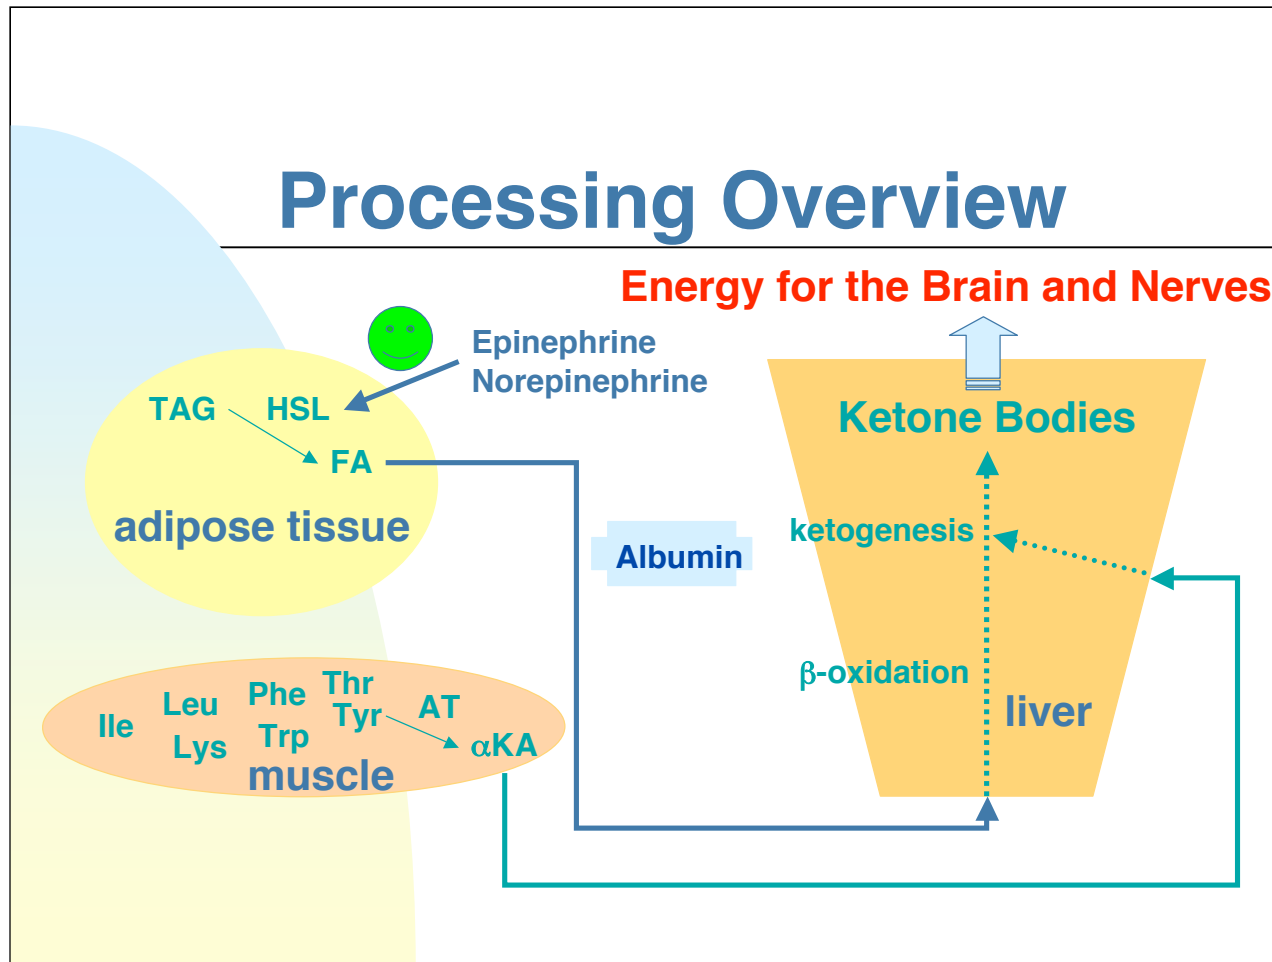 Processing Overview
Energy for the Brain and Nerves
Epinephrine
Norepinephrine
TAG HSL
FA
adipose tissue
Albumin
Ketone Bodies
ketogenesis
β-oxidation
liver
Ile
Leu
Lys
Phe
Trp
Thr
Tyr
AT
αKA
muscle